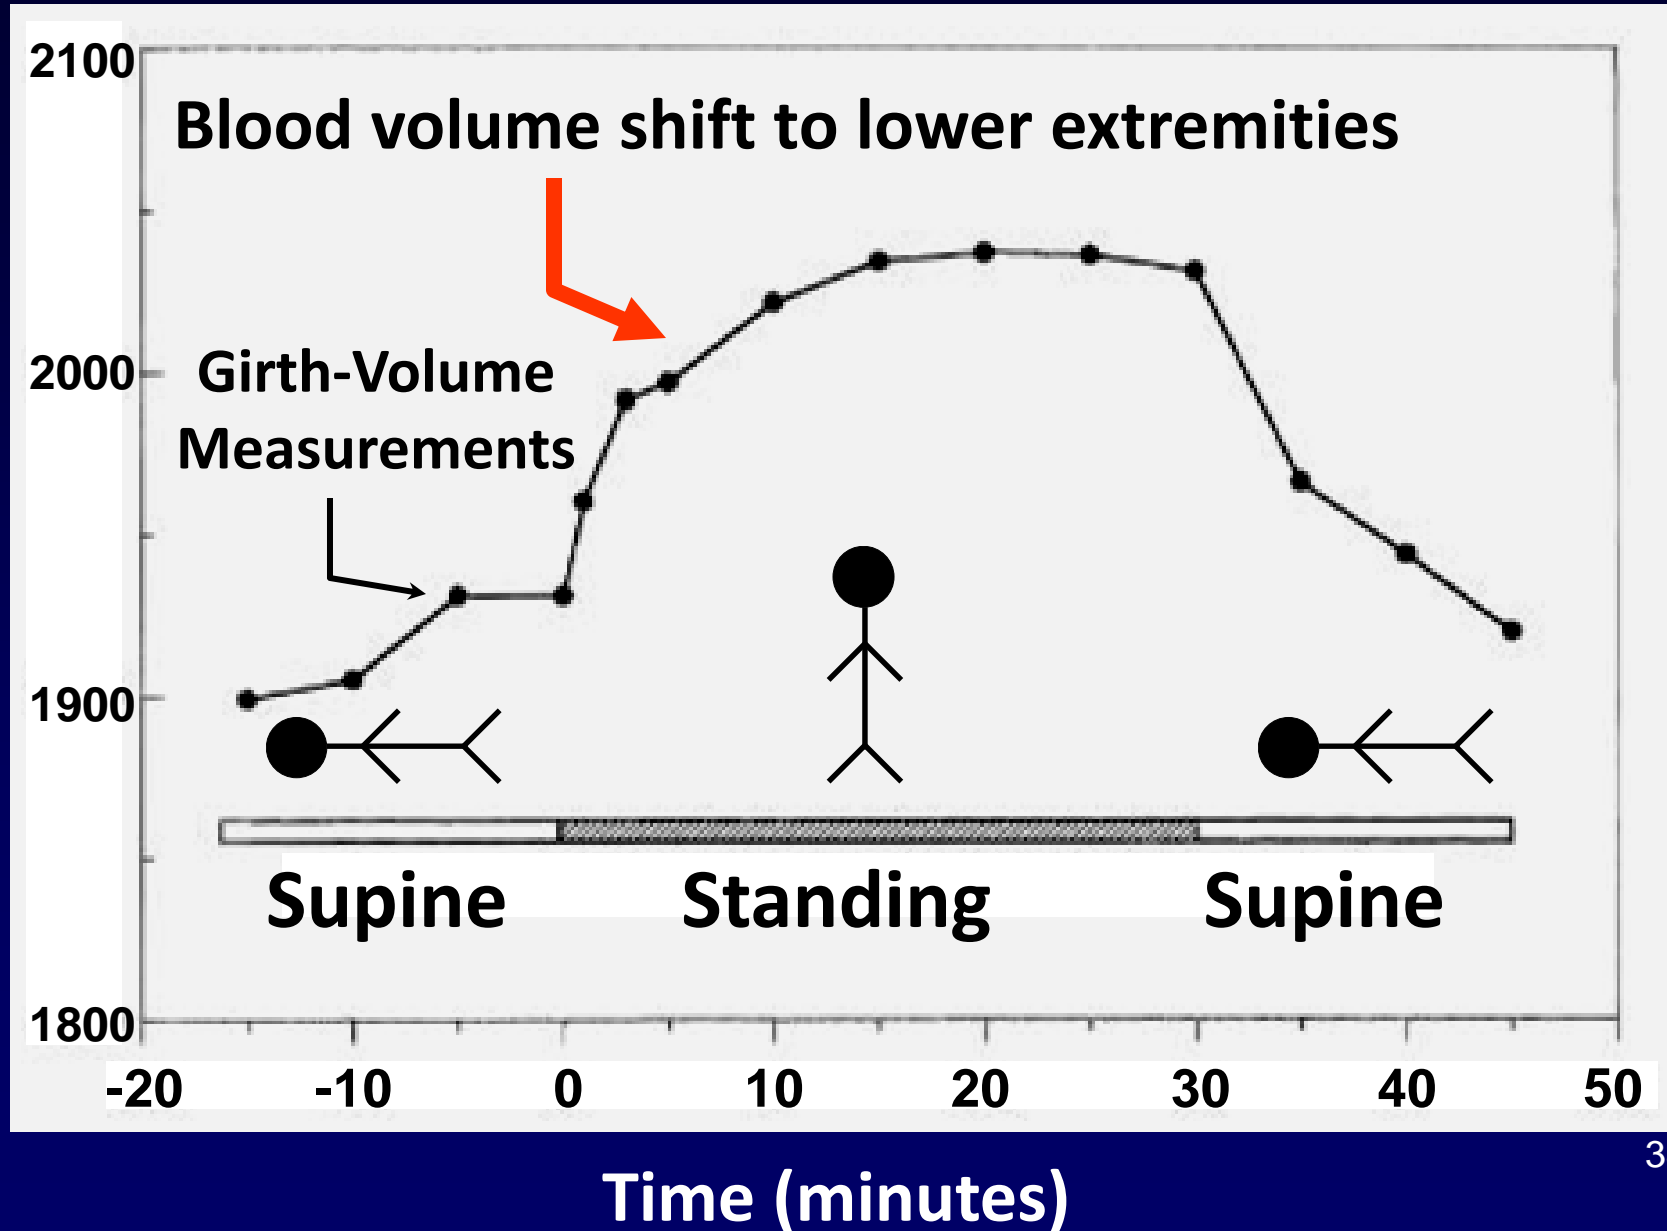 2100
Blood volume shift to lower extremities
2000
Girth-Volume
Measurements
1900
Supine Standing Supine
1800
-20 -10 0 10 20 30 40 50
3
Time (minutes)